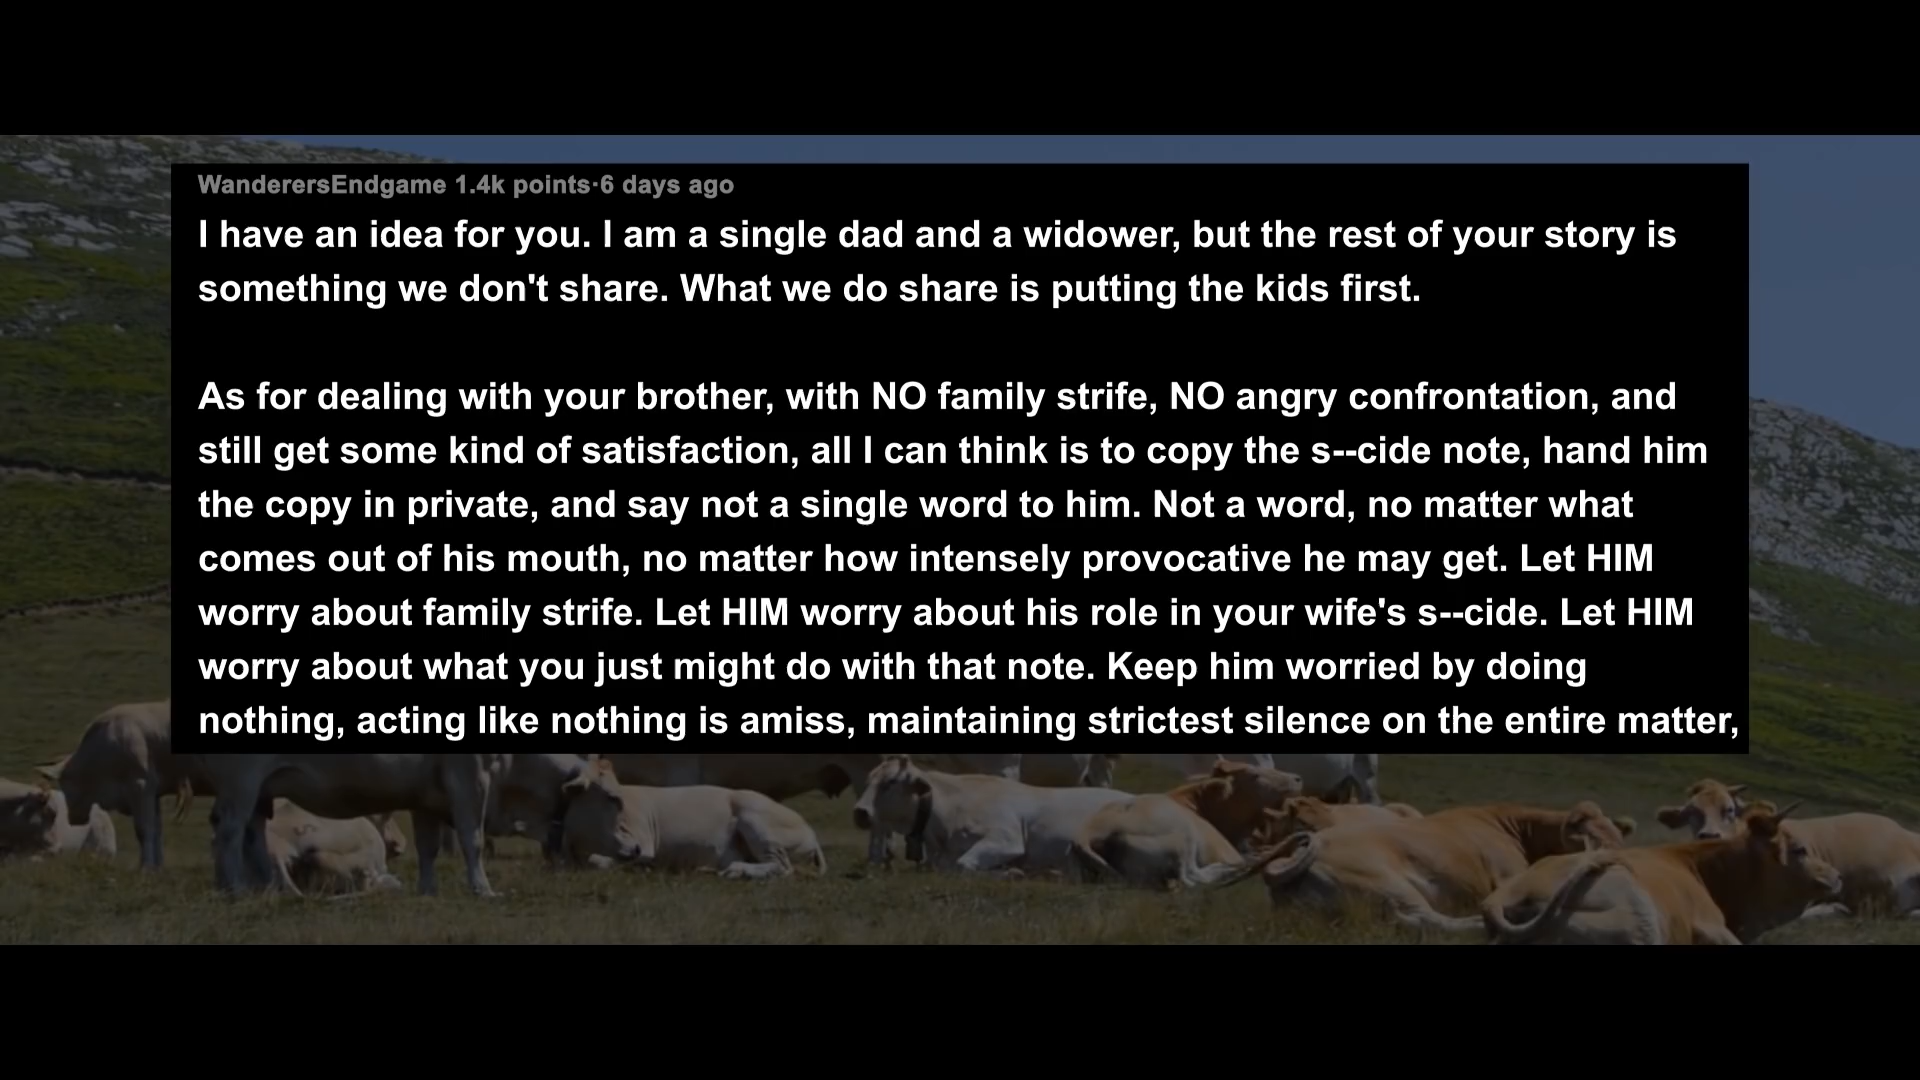 WanderersEndgame 1.4k points·6 days ago
I have an idea for you. I am a single dad and a widower, but the rest of your story is
something we don't share. What we do share is putting the kids first.
As for dealing with your brother, with NO family strife, NO angry confrontation, and
still get some kind of satisfaction, all I can think is to copy the s--cide note, hand him
the copy in private, and say not a single word to him. Not a word, no matter what
comes out of his mouth, no matter how intensely provocative he may get. Let HIM
worry about family strife. Let HIM worry about his role in your wife's s--cide. Let HIM
worry about what you just might do with that note. Keep him worried by doing
nothing, acting like nothing is amiss, maintaining strictest silence on the entire matter,